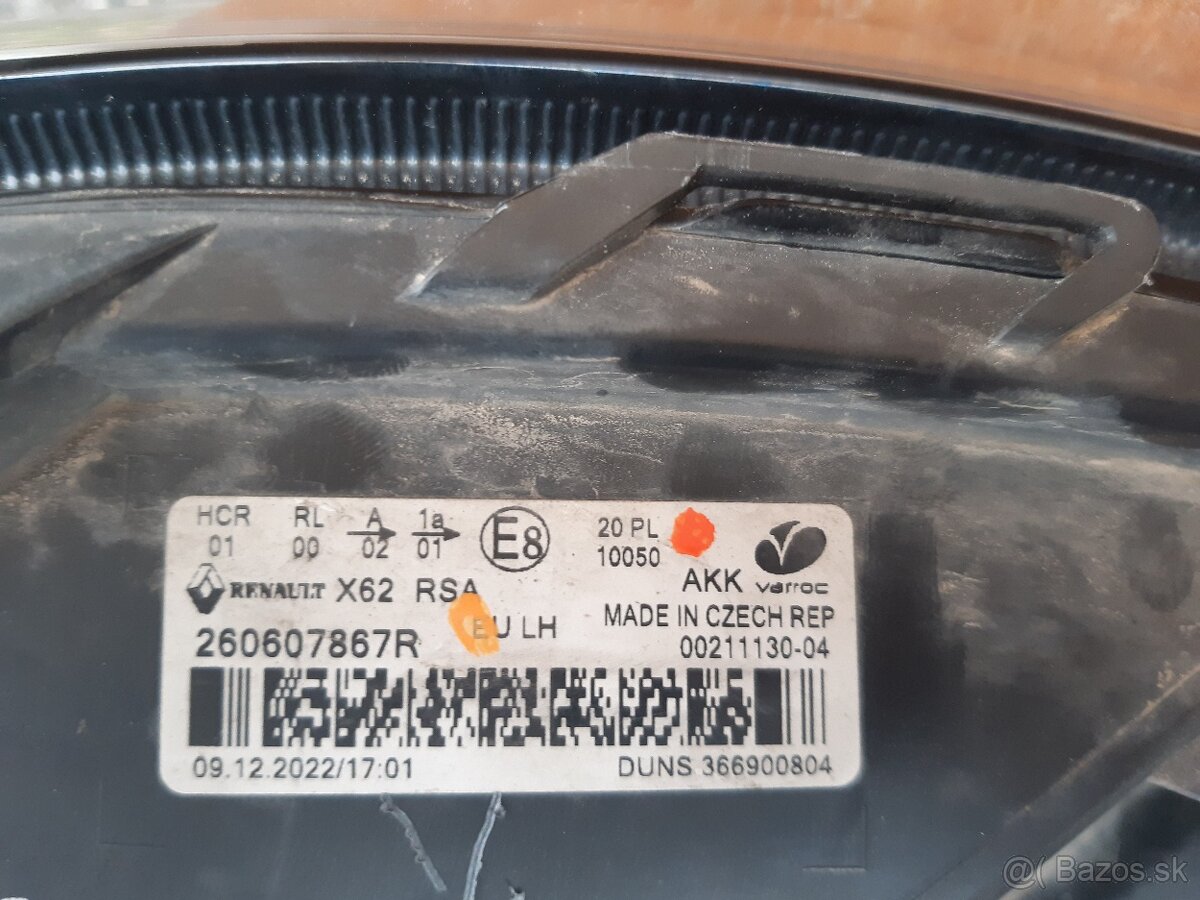 HCR RL A 1a E8 20 PL
01 00 02 01 10050
RENAULT X62 RSA AKK varroc
EU LH MADE IN CZECH REP
260607867R 00211130-04
09.12.2022/17:01 DUNS 366900804
@( Bazos.sk